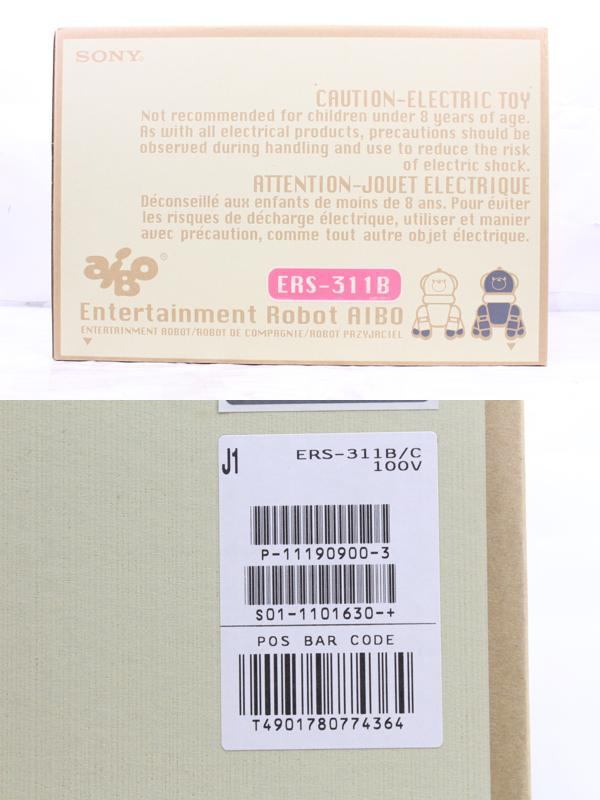 SONY®
CAUTION-ELECTRIC TOY
Not recommended for children under 8 years of age.
As with all electrical products, precautions should be
observed during handling and use to reduce the risk
of electric shock.
ATTENTION-JOUET ELECTRIQUE
Déconseillé aux enfants de moins de 8 ans. Pour éviter
les risques de décharge électrique, utiliser et manier
avec précaution, comme tout autre objet électrique.
aiBo®
ERS-311B
Entertainment Robot AIBO
ENTERTAINMENT ROBOT/ROBOT DE COMPAGNIE/ROBOT PRZYJACIEL
J1
ERS-311B/C
100V
P-11190900-3
S01-1101630-+
POS BAR CODE
T4901780774364